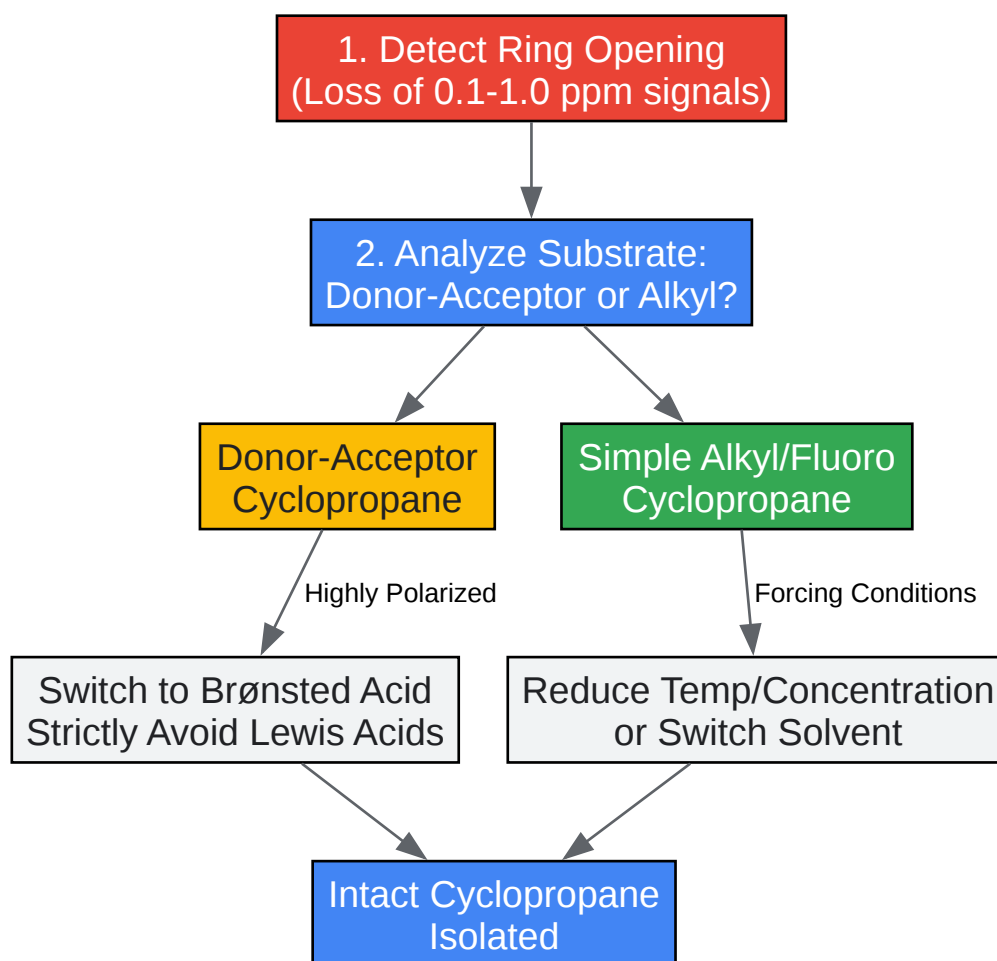 1. Detect Ring Opening
(Loss of 0.1-1.0 ppm signals)
2. Analyze Substrate:
Donor-Acceptor or Alkyl?
Donor-Acceptor
Cyclopropane
Simple Alkyl/Fluoro
Cyclopropane
Highly Polarized
Forcing Conditions
Switch to Brønsted Acid
Strictly Avoid Lewis Acids
Reduce Temp/Concentration
or Switch Solvent
Intact Cyclopropane
Isolated